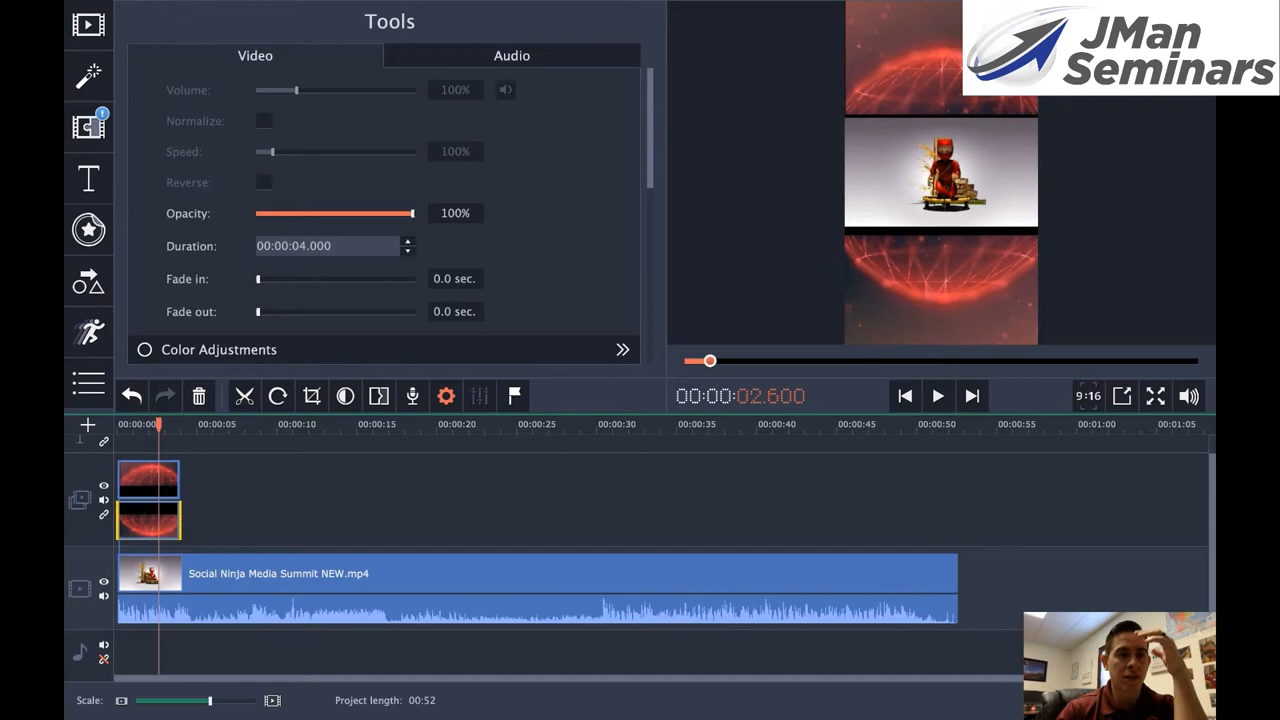 Tools
Video
Audio
Volume:
100%
Normalize:
Speed:
100%
Reverse:
Opacity:
100%
Duration:
00:00:04.000
Fade in:
0.0 sec.
Fade out:
0.0 sec.
Color Adjustments
JMan
Seminars
00:00:02.600
9:16
00:00:00
00:00:05
00:00:10
00:00:15
00:00:20
00:00:25
00:00:30
00:00:35
00:00:40
00:00:45
00:00:50
00:00:55
00:01:00
00:01:05
Social Ninja Media Summit NEW.mp4
Scale:
Project length: 00:52